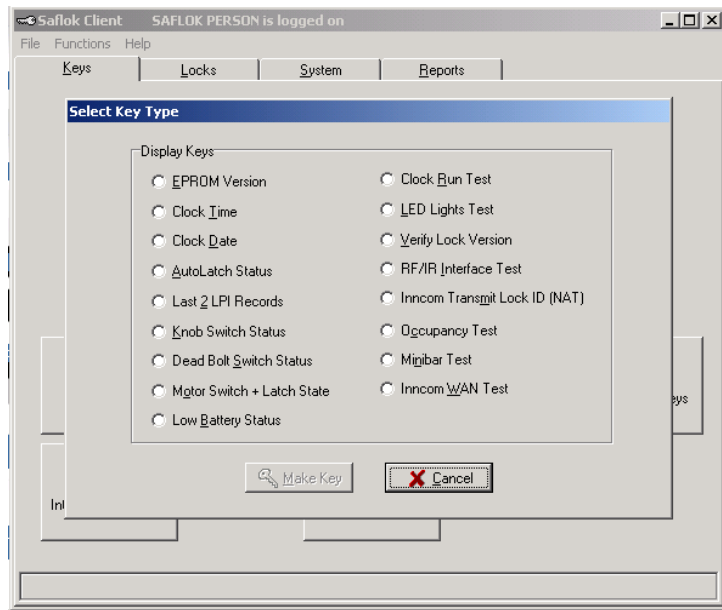 Saflok Client SAFLOK PERSON is logged on
File Functions Help
Keys Locks System Reports
Select Key Type
Display Keys
EPROM Version
Clock Time
Clock Date
AutoLatch Status
Last 2 LPI Records
Knob Switch Status
Dead Bolt Switch Status
Motor Switch + Latch State
Low Battery Status
Clock Run Test
LED Lights Test
Verify Lock Version
RF/IR Interface Test
Inncom Transmit Lock ID (NAT)
Occupancy Test
Minibar Test
Inncom WAN Test
Make Key
Cancel